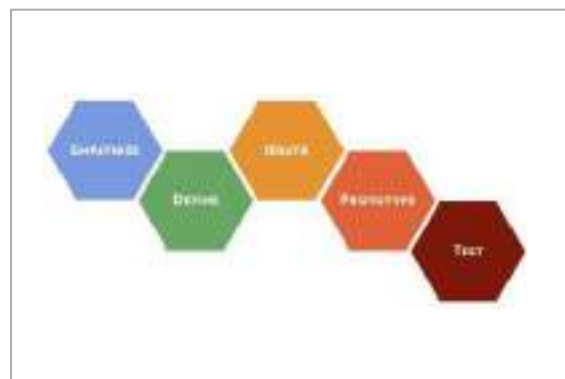 EMPATHIZE
DEFINE
IDEATE
PROTOTYPE
TEST